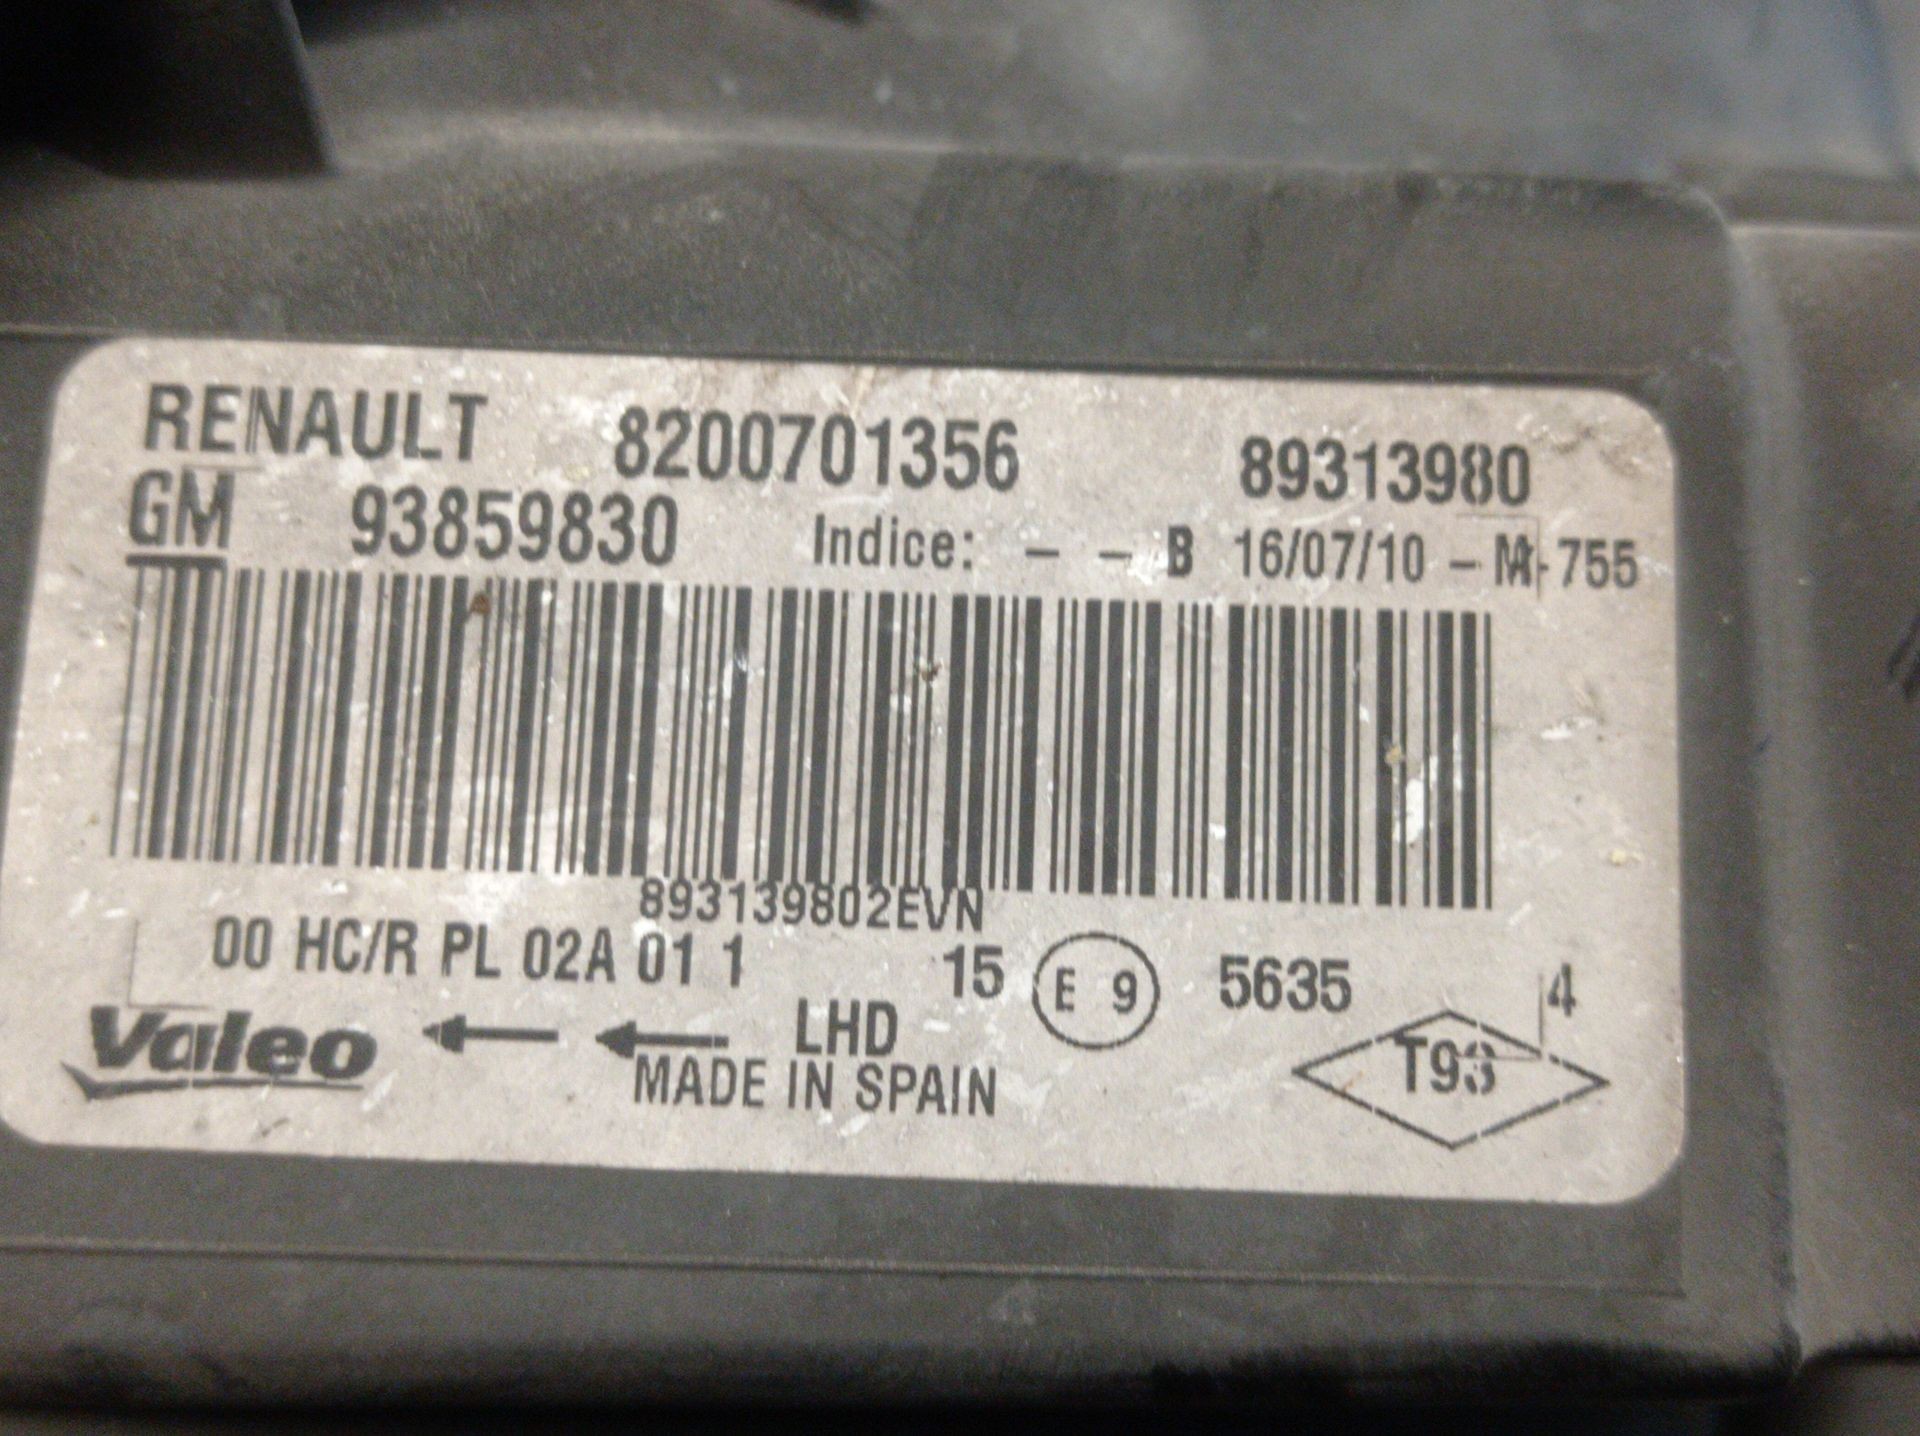 RENAULT 8200701356 89313980
GM 93859830 Indice: - - B 16/07/10 - M-755
893139802EVN
00 HC/R PL 02A 01 1 15 E 9 5635 4
Valeo LHD T93
MADE IN SPAIN